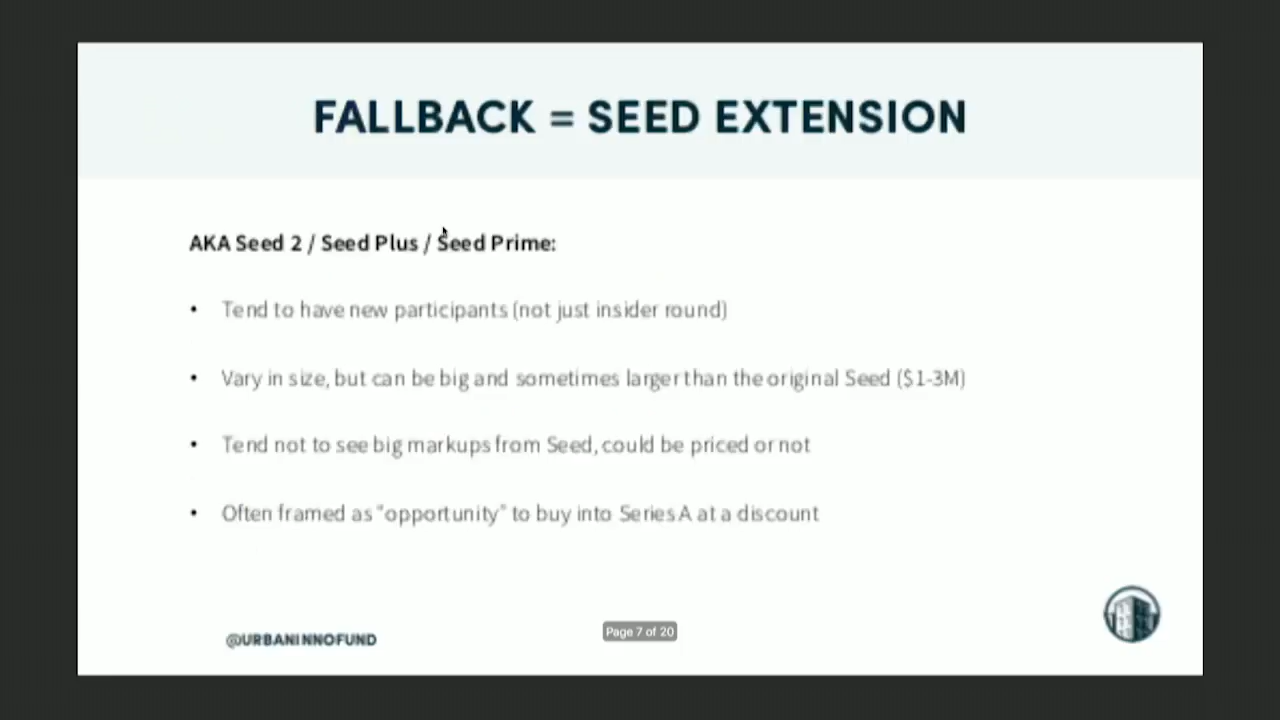 FALLBACK = SEED EXTENSION
AKA Seed 2 / Seed Plus / Seed Prime:
• Tend to have new participants (not just insider round)
• Vary in size, but can be big and sometimes larger than the original Seed ($1-3M)
• Tend not to see big markups from Seed, could be priced or not
• Often framed as "opportunity" to buy into Series A at a discount
@URBANINNOFUND
Page 7 of 20